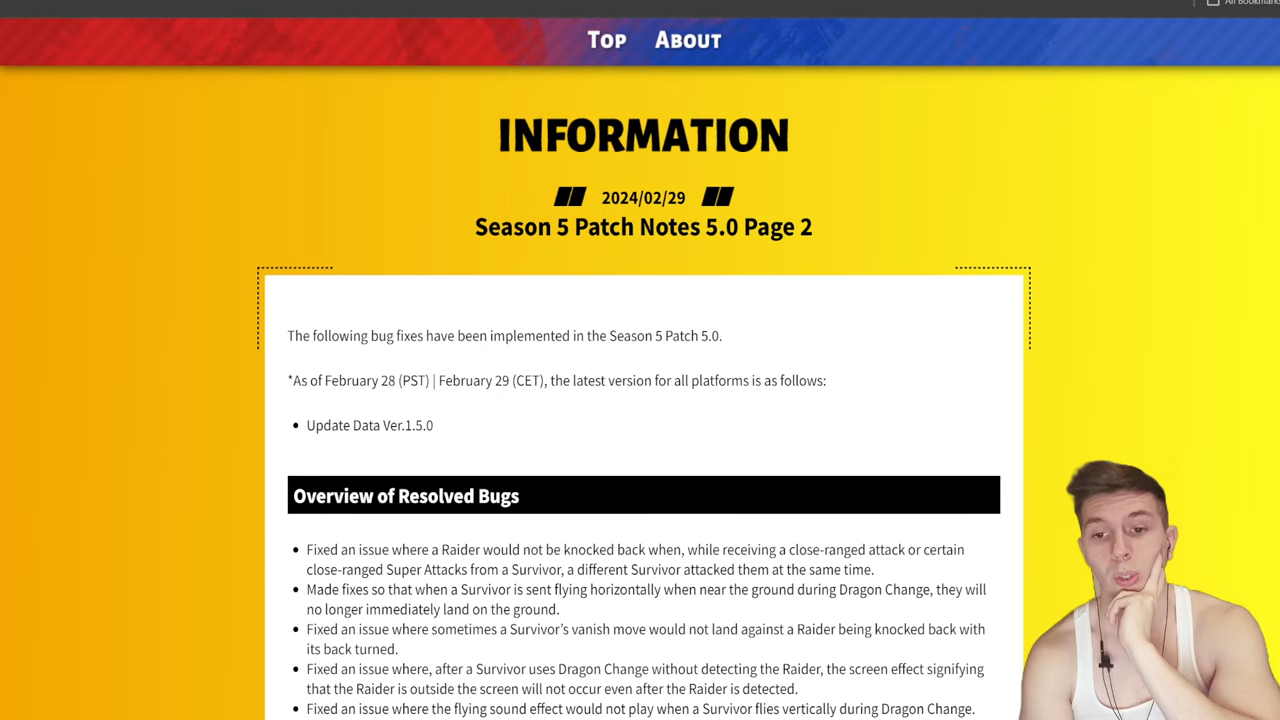 All Bookmarks
TOP ABOUT
INFORMATION
2024/02/29
Season 5 Patch Notes 5.0 Page 2
The following bug fixes have been implemented in the Season 5 Patch 5.0.
*As of February 28 (PST) | February 29 (CET), the latest version for all platforms is as follows:
• Update Data Ver.1.5.0
Overview of Resolved Bugs
• Fixed an issue where a Raider would not be knocked back when, while receiving a close-ranged attack or certain
close-ranged Super Attacks from a Survivor, a different Survivor attacked them at the same time.
• Made fixes so that when a Survivor is sent flying horizontally when near the ground during Dragon Change, they will
no longer immediately land on the ground.
• Fixed an issue where sometimes a Survivor’s vanish move would not land against a Raider being knocked back with
its back turned.
• Fixed an issue where, after a Survivor uses Dragon Change without detecting the Raider, the screen effect signifying
that the Raider is outside the screen will not occur even after the Raider is detected.
• Fixed an issue where the flying sound effect would not play when a Survivor flies vertically during Dragon Change.